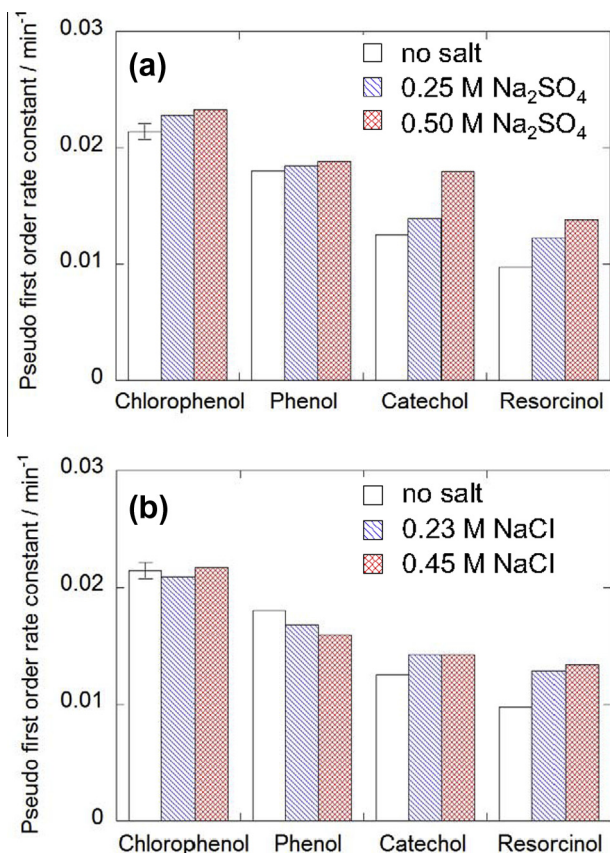 (a)
no salt
0.25 M Na₂SO₄
0.50 M Na₂SO₄
Pseudo first order rate constant / min⁻¹
0.03
0.02
0.01
0
Chlorophenol Phenol Catechol Resorcinol
(b)
no salt
0.23 M NaCl
0.45 M NaCl
Pseudo first order rate constant / min⁻¹
0.03
0.02
0.01
0
Chlorophenol Phenol Catechol Resorcinol